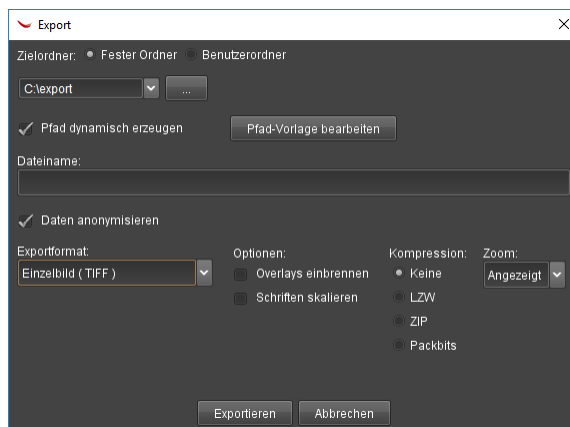 Export
Zielordner: Fester Ordner Benutzerordner
C:\export ...
Pfad dynamisch erzeugen Pfad-Vorlage bearbeiten
Dateiname:
Daten anonymisieren
Exportformat: Optionen: Kompression: Zoom:
Einzelbild ( TIFF ) Overlays einbrennen Keine Angezeigt
Schriften skalieren LZW
ZIP
Packbits
Exportieren Abbrechen